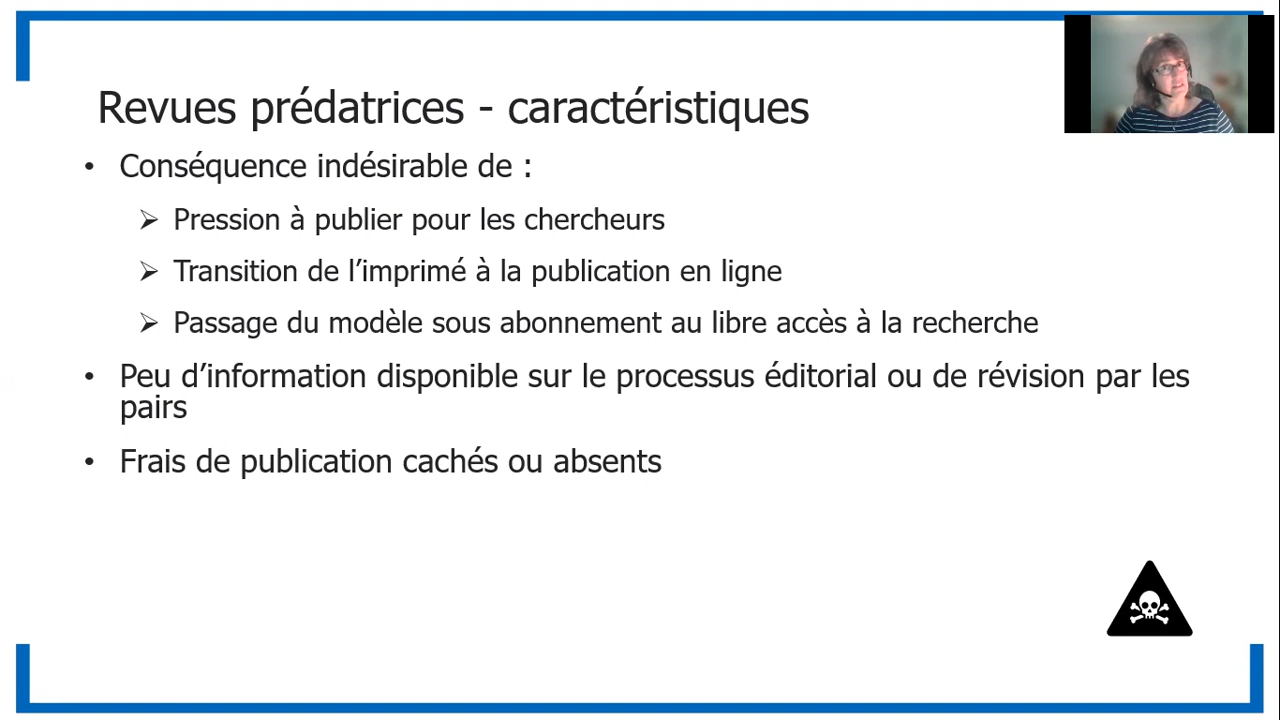 Revues prédatrices - caractéristiques
• Conséquence indésirable de :
➢ Pression à publier pour les chercheurs
➢ Transition de l’imprimé à la publication en ligne
➢ Passage du modèle sous abonnement au libre accès à la recherche
• Peu d’information disponible sur le processus éditorial ou de révision par les
pairs
• Frais de publication cachés ou absents